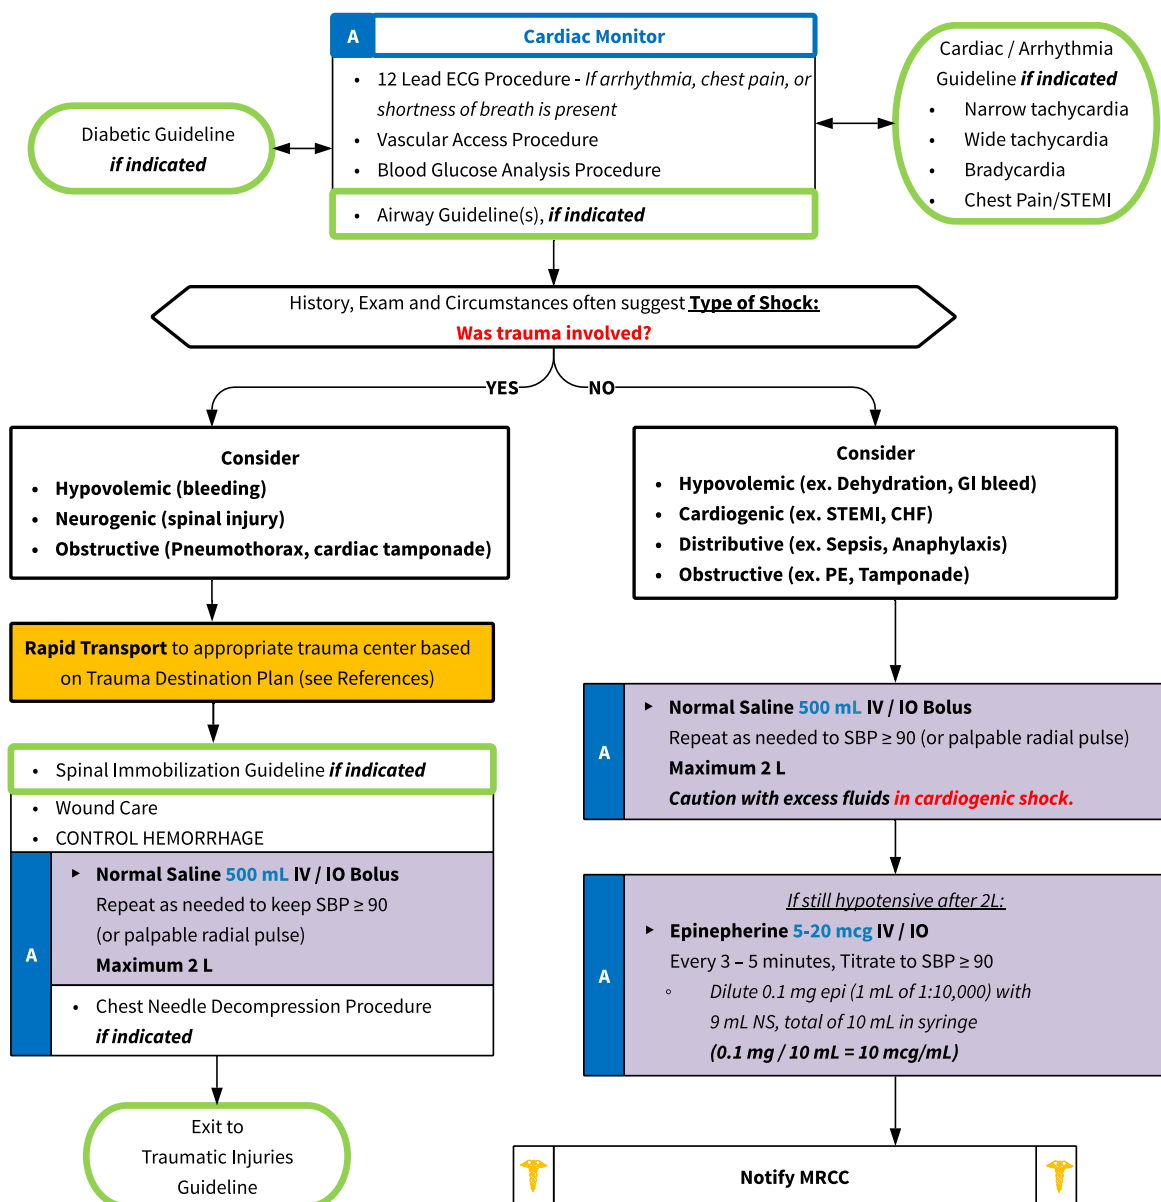 A
Cardiac Monitor
• 12 Lead ECG Procedure - If arrhythmia, chest pain, or
shortness of breath is present
• Vascular Access Procedure
• Blood Glucose Analysis Procedure
• Airway Guideline(s), if indicated
Diabetic Guideline
if indicated
Cardiac / Arrhythmia
Guideline if indicated
• Narrow tachycardia
• Wide tachycardia
• Bradycardia
• Chest Pain/STEMI
History, Exam and Circumstances often suggest Type of Shock:
Was trauma involved?
YES
NO
Consider
• Hypovolemic (bleeding)
• Neurogenic (spinal injury)
• Obstructive (Pneumothorax, cardiac tamponade)
Rapid Transport to appropriate trauma center based
on Trauma Destination Plan (see References)
• Spinal Immobilization Guideline if indicated
• Wound Care
• CONTROL HEMORRHAGE
A
▸ Normal Saline 500 mL IV / IO Bolus
Repeat as needed to keep SBP ≥ 90
(or palpable radial pulse)
Maximum 2 L
• Chest Needle Decompression Procedure
if indicated
Exit to
Traumatic Injuries
Guideline
Consider
• Hypovolemic (ex. Dehydration, GI bleed)
• Cardiogenic (ex. STEMI, CHF)
• Distributive (ex. Sepsis, Anaphylaxis)
• Obstructive (ex. PE, Tamponade)
A
▸ Normal Saline 500 mL IV / IO Bolus
Repeat as needed to SBP ≥ 90 (or palpable radial pulse)
Maximum 2 L
Caution with excess fluids in cardiogenic shock.
A
If still hypotensive after 2L:
▸ Epinepherine 5-20 mcg IV / IO
Every 3 – 5 minutes, Titrate to SBP ≥ 90
◦ Dilute 0.1 mg epi (1 mL of 1:10,000) with
9 mL NS, total of 10 mL in syringe
(0.1 mg / 10 mL = 10 mcg/mL)
Notify MRCC